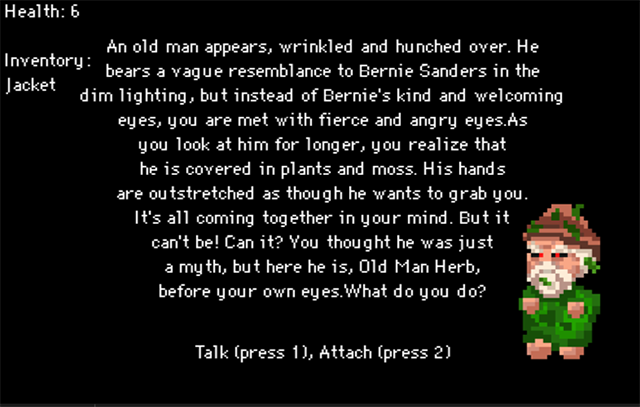 Health: 6
Inventory:
Jacket
An old man appears, wrinkled and hunched over. He
bears a vague resemblance to Bernie Sanders in the
dim lighting, but instead of Bernie's kind and welcoming
eyes, you are met with fierce and angry eyes.As
you look at him for longer, you realize that
he is covered in plants and moss. His hands
are outstretched as though he wants to grab you.
It's all coming together in your mind. But it
can't be! Can it? You thought he was just
a myth, but here he is, Old Man Herb,
before your own eyes.What do you do?
Talk (press 1), Attach (press 2)